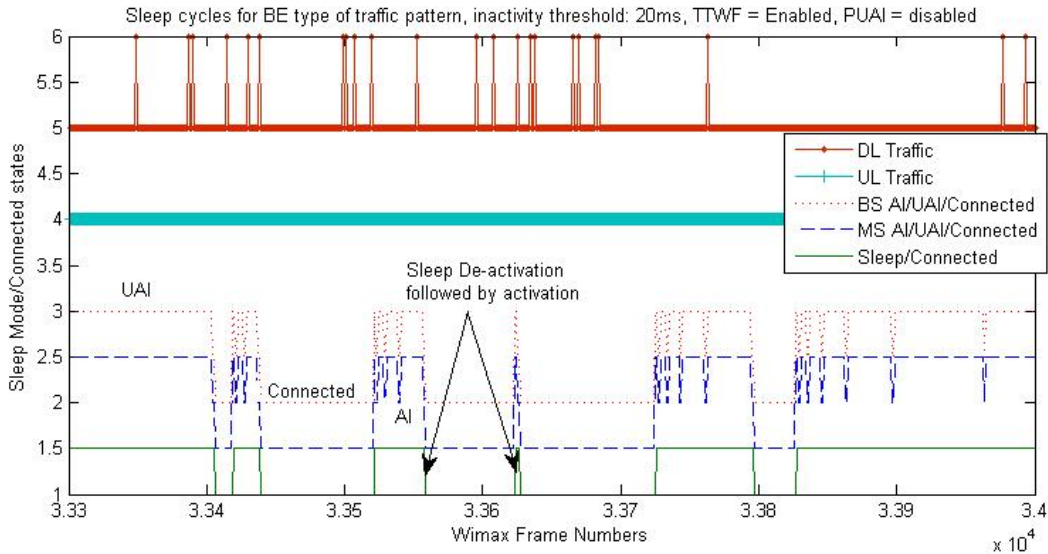 Sleep cycles for BE type of traffic pattern, inactivity threshold: 20ms, TTWF = Enabled, PUAI = disabled
Sleep Mode/Connected states
6
5.5
5
4.5
4
3.5
3
2.5
2
1.5
1
DL Traffic
UL Traffic
BS AI/UAI/Connected
MS AI/UAI/Connected
Sleep/Connected
UAI
Sleep De-activation
followed by activation
Connected
AI
3.33
3.34
3.35
3.36
3.37
3.38
3.39
3.4
Wimax Frame Numbers
x 10^4